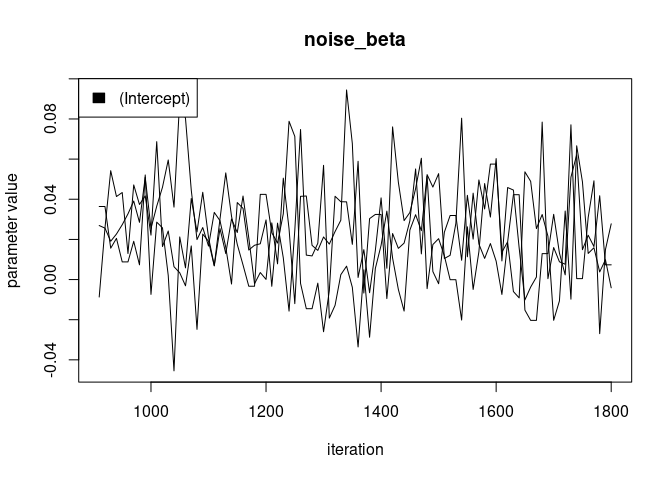 noise_beta
(Intercept)
parameter value
0.08
0.04
0.00
-0.04
1000 1200 1400 1600 1800
iteration